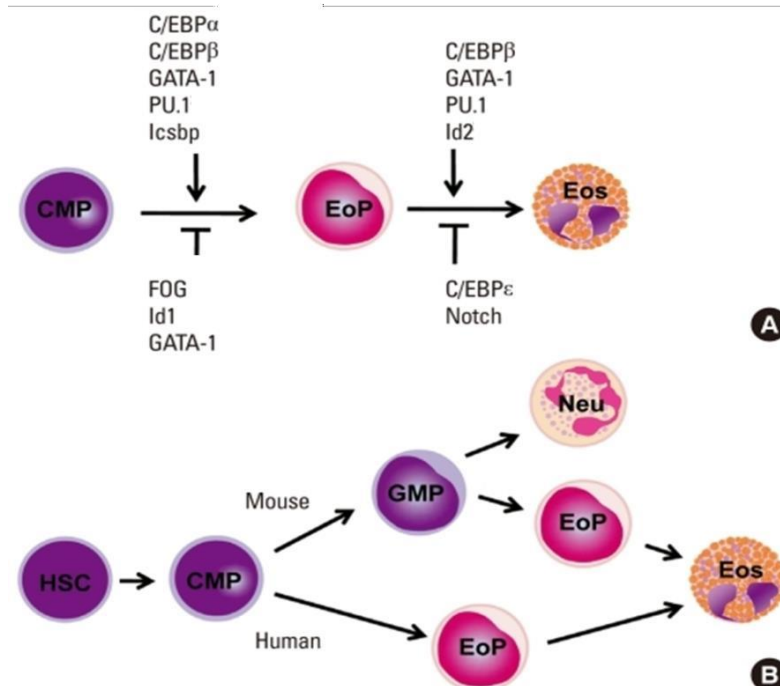 C/EBPα
C/EBPβ
GATA-1
PU.1
Icsbp
C/EBPβ
GATA-1
PU.1
Id2
CMP
EoP
Eos
FOG
Id1
GATA-1
C/EBPε
Notch
A
Neu
Mouse
GMP
EoP
HSC
CMP
Eos
Human
EoP
B